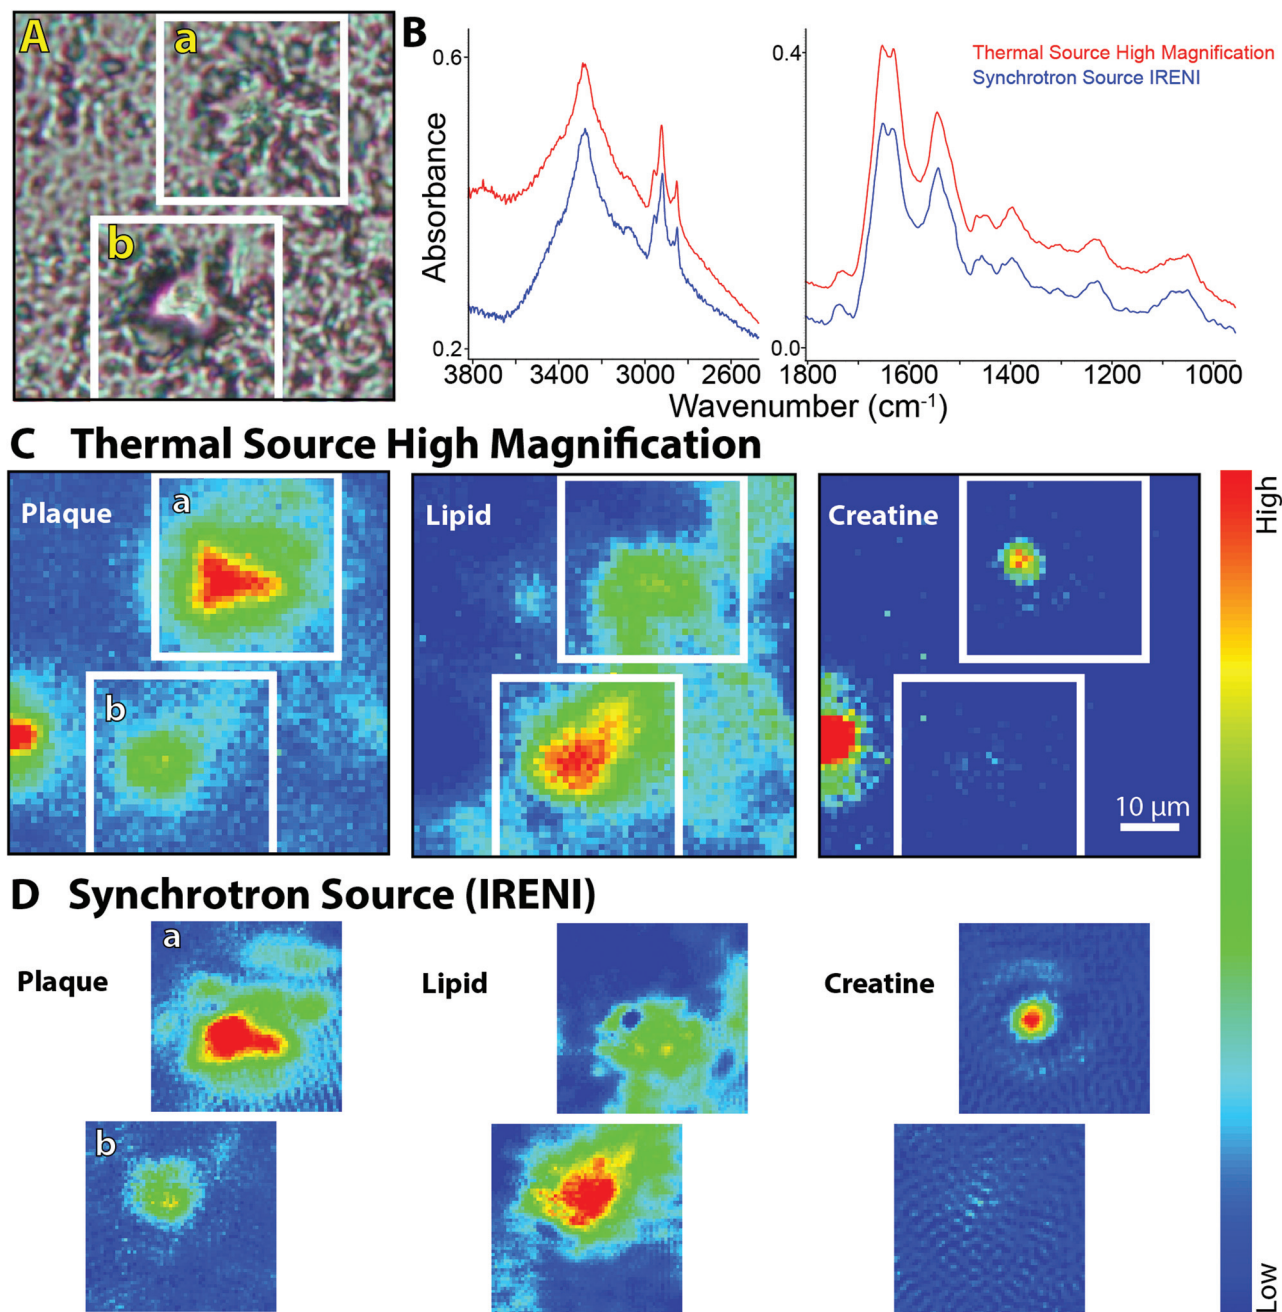 A
a
b
B
Absorbance
0.6
0.2
3800 3400 3000 2600
0.4
0.0
1800 1600 1400 1200 1000
Wavenumber (cm⁻¹)
Thermal Source High Magnification
Synchrotron Source IRENI
C Thermal Source High Magnification
Plaque
a
b
Lipid
Creatine
10 µm
High
Low
D Synchrotron Source (IRENI)
Plaque
a
b
Lipid
Creatine